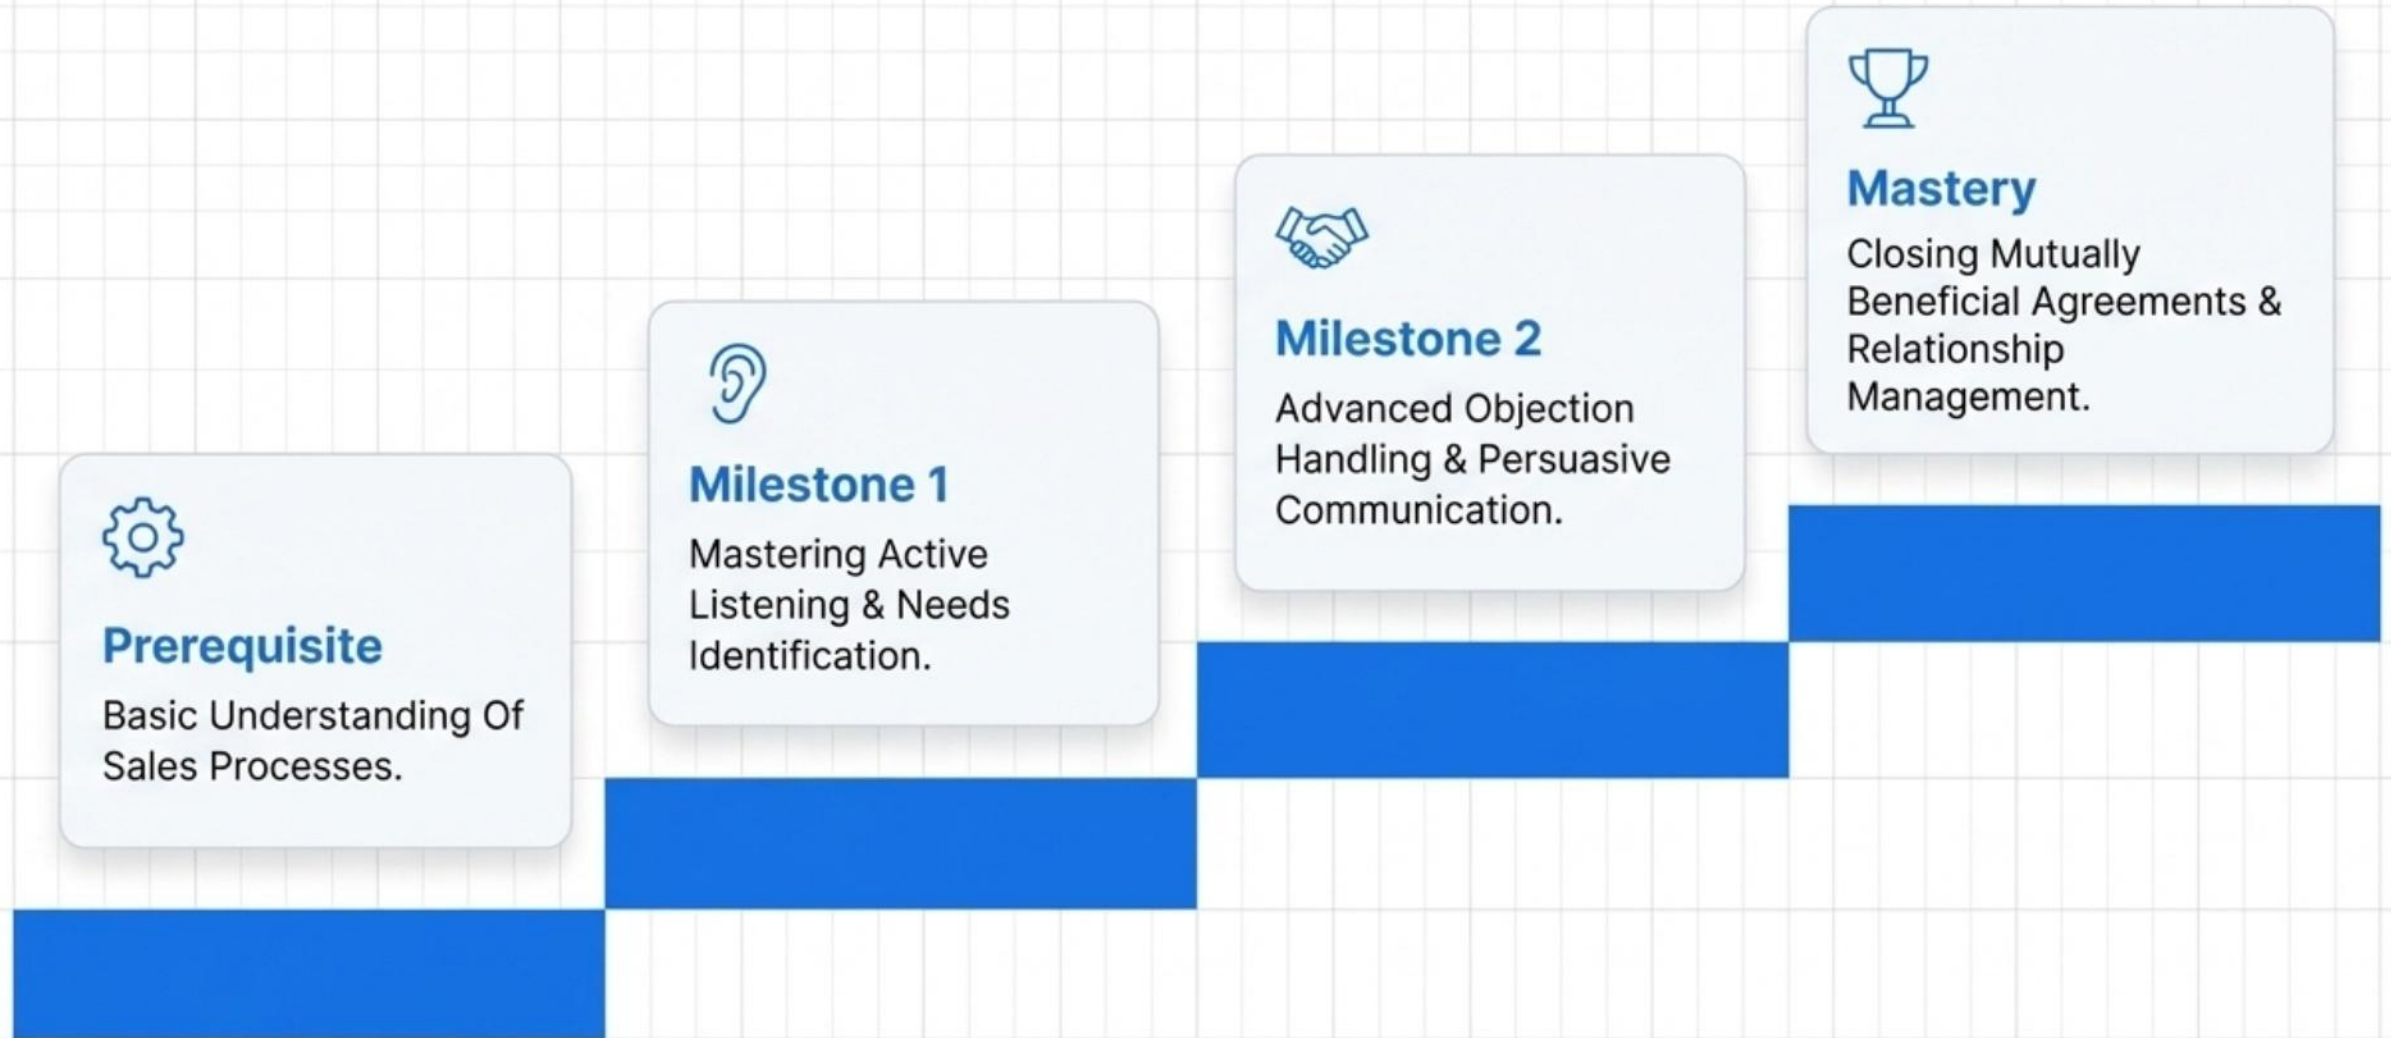 Prerequisite
Basic Understanding Of
Sales Processes.
Milestone 1
Mastering Active
Listening & Needs
Identification.
Milestone 2
Advanced Objection
Handling & Persuasive
Communication.
Mastery
Closing Mutually
Beneficial Agreements &
Relationship
Management.